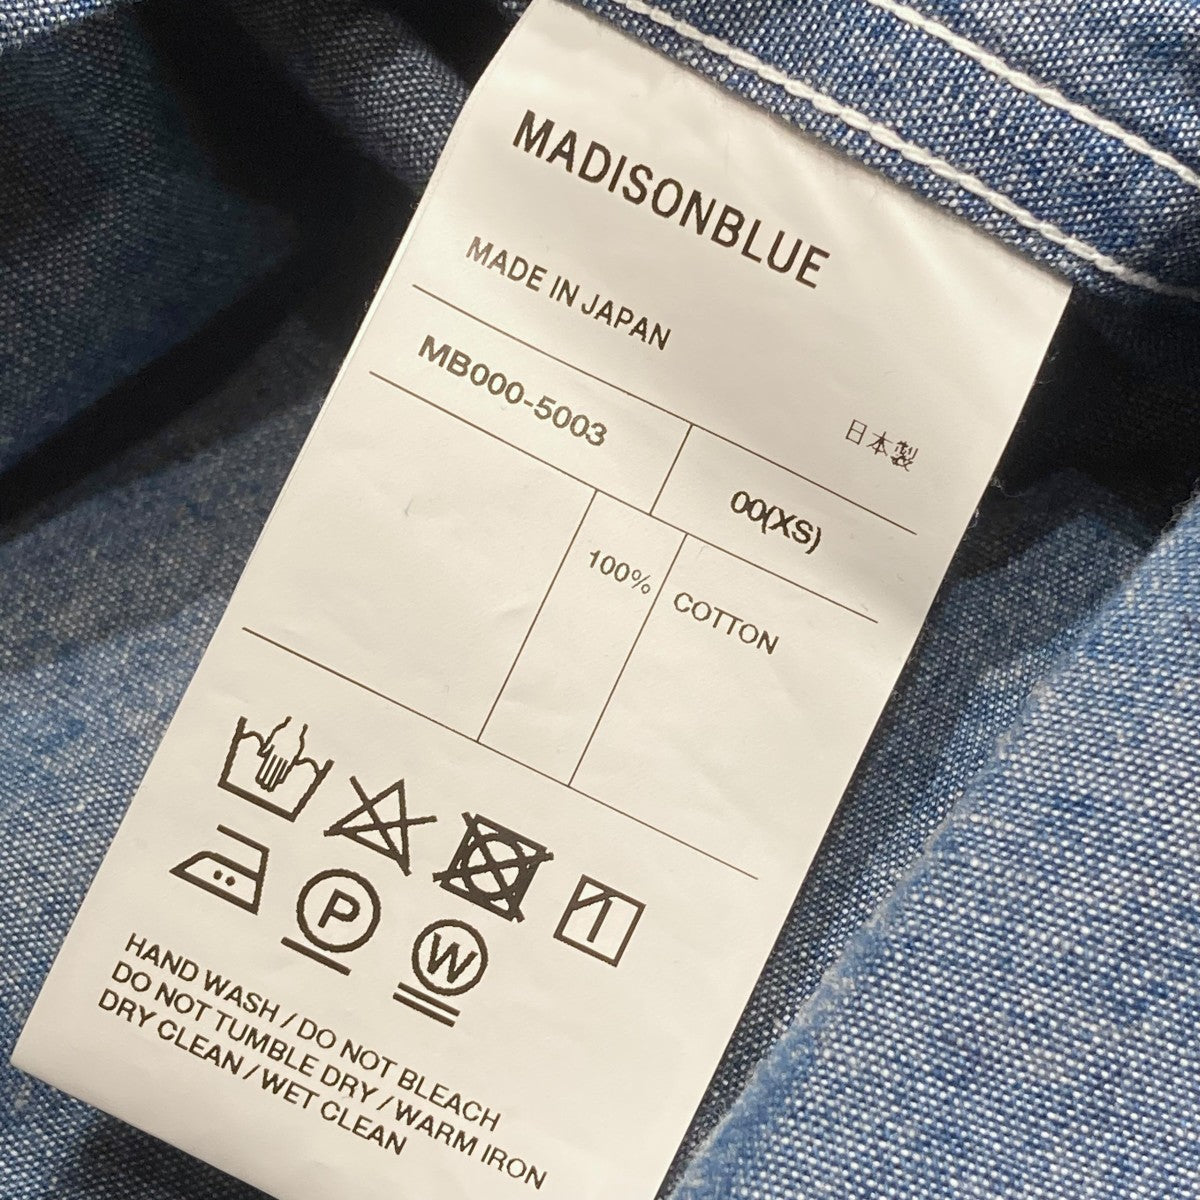 MADISONBLUE
MADE IN JAPAN
日本製
MB000-5003
00(XS)
100% COTTON
P
W
HAND WASH / DO NOT BLEACH
DO NOT TUMBLE DRY / WARM IRON
DRY CLEAN / WET CLEAN